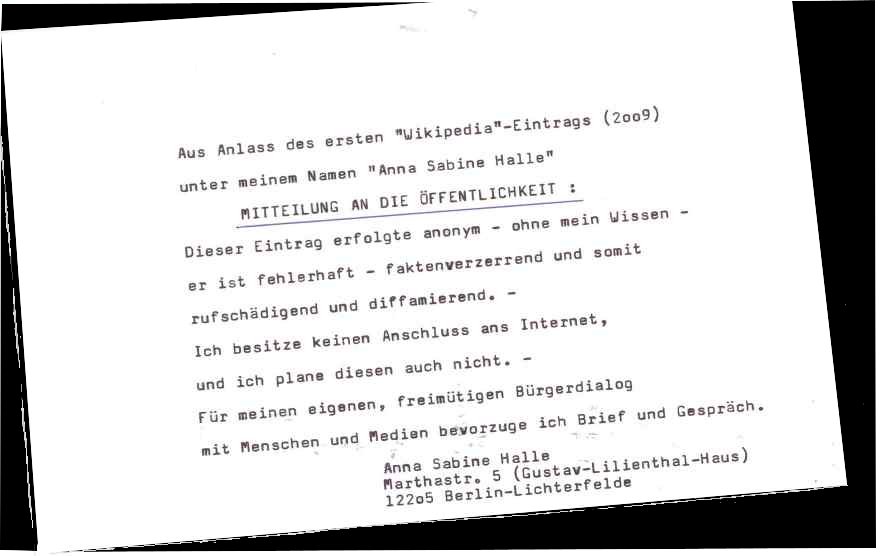 Aus Anlass des ersten "Wikipedia"-Eintrags (2oo9)
unter meinem Namen "Anna Sabine Halle"
MITTEILUNG AN DIE ÖFFENTLICHKEIT :
Dieser Eintrag erfolgte anonym - ohne mein Wissen -
er ist fehlerhaft - faktenverzerrend und somit
rufschädigend und diffamierend. -
Ich besitze keinen Anschluss ans Internet,
und ich plane diesen auch nicht. -
Für meinen eigenen, freimütigen Bürgerdialog
mit Menschen und Medien bevorzuge ich Brief und Gespräch.
Anna Sabine Halle
Marthastr. 5 (Gustav-Lilienthal-Haus)
122o5 Berlin-Lichterfelde